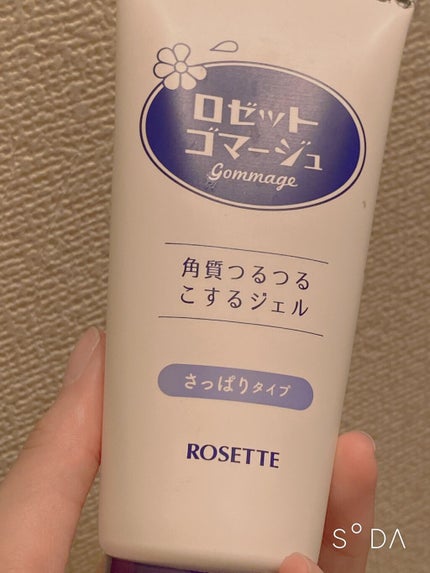 ロゼット
ゴマージュ
Gommage
角質つるつる
こするジェル
さっぱりタイプ
ROSETTE
S°DA